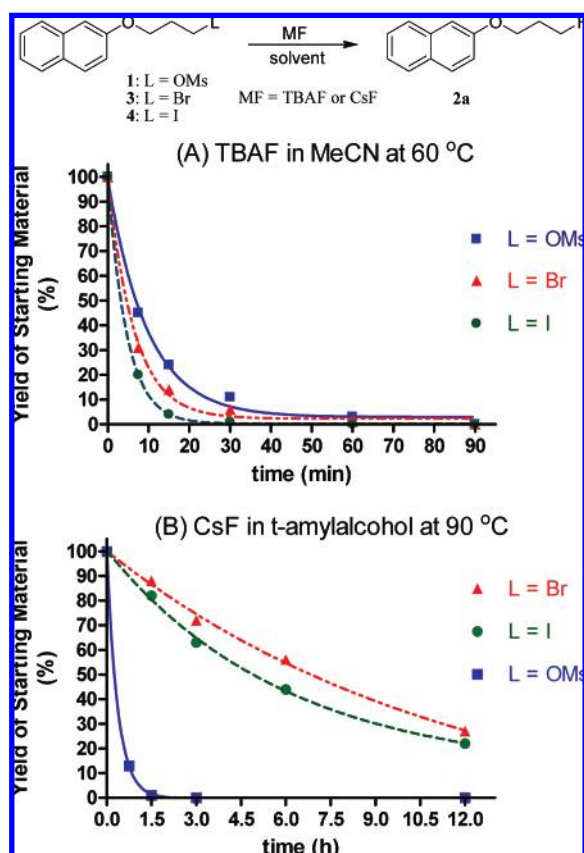 O L MF O F
solvent
1: L = OMs
3: L = Br MF = TBAF or CsF 2a
4: L = I
(A) TBAF in MeCN at 60 °C
Yield of Starting Material
(%)
100
90
80
70
60
50
40
30
20
10
0
L = OMs
L = Br
L = I
0 10 20 30 40 50 60 70 80 90
time (min)
(B) CsF in t-amylalcohol at 90 °C
Yield of Starting Material
(%)
100
90
80
70
60
50
40
30
20
10
0
L = Br
L = I
L = OMs
0.0 1.5 3.0 4.5 6.0 7.5 9.0 10.5 12.0
time (h)